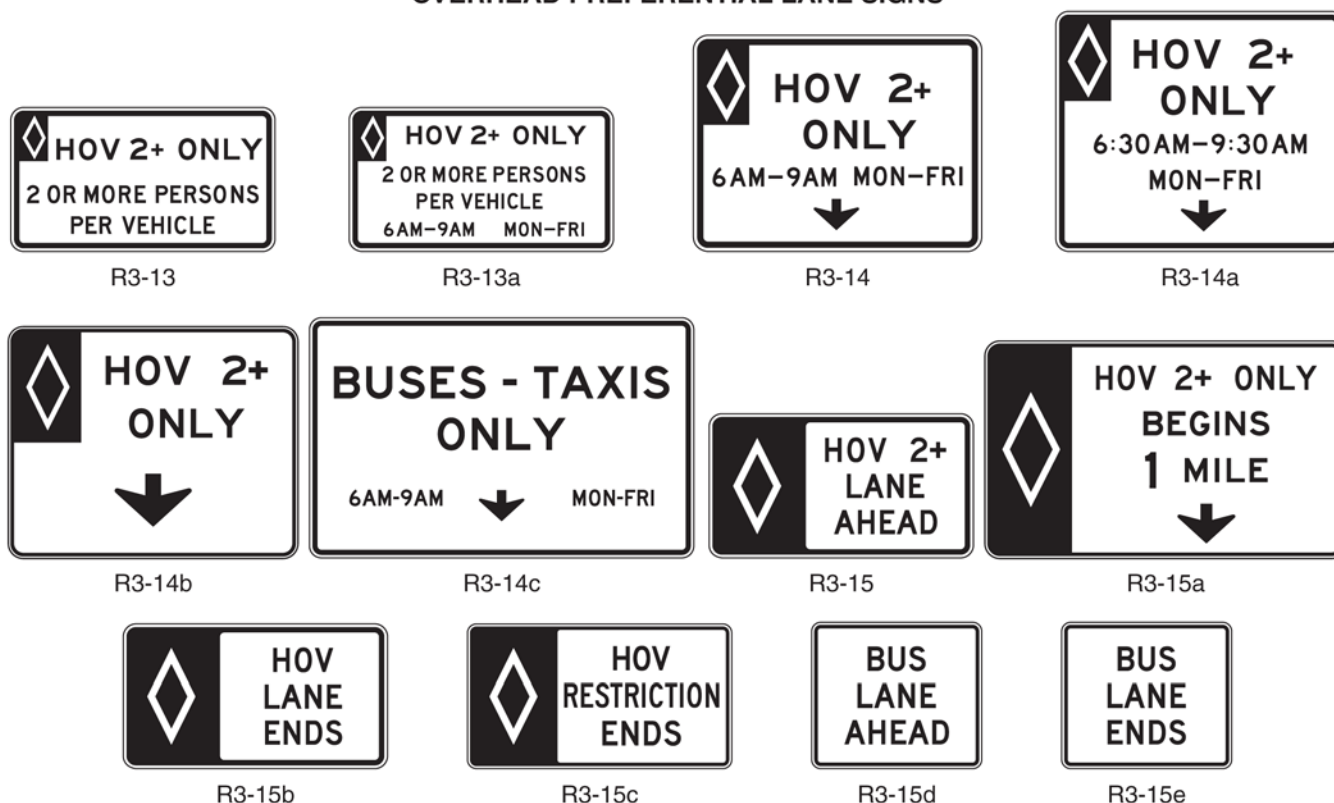 OVERHEAD PREFERENTIAL LANE SIGNS
HOV 2+ ONLY
2 OR MORE PERSONS
PER VEHICLE
R3-13
HOV 2+ ONLY
2 OR MORE PERSONS
PER VEHICLE
6AM–9AM MON–FRI
R3-13a
HOV 2+
ONLY
6AM–9AM MON–FRI
R3-14
HOV 2+
ONLY
6:30AM–9:30AM
MON–FRI
R3-14a
HOV 2+
ONLY
R3-14b
BUSES - TAXIS
ONLY
6AM-9AM MON-FRI
R3-14c
HOV 2+
LANE
AHEAD
R3-15
HOV 2+ ONLY
BEGINS
1 MILE
R3-15a
HOV
LANE
ENDS
R3-15b
HOV
RESTRICTION
ENDS
R3-15c
BUS
LANE
AHEAD
R3-15d
BUS
LANE
ENDS
R3-15e